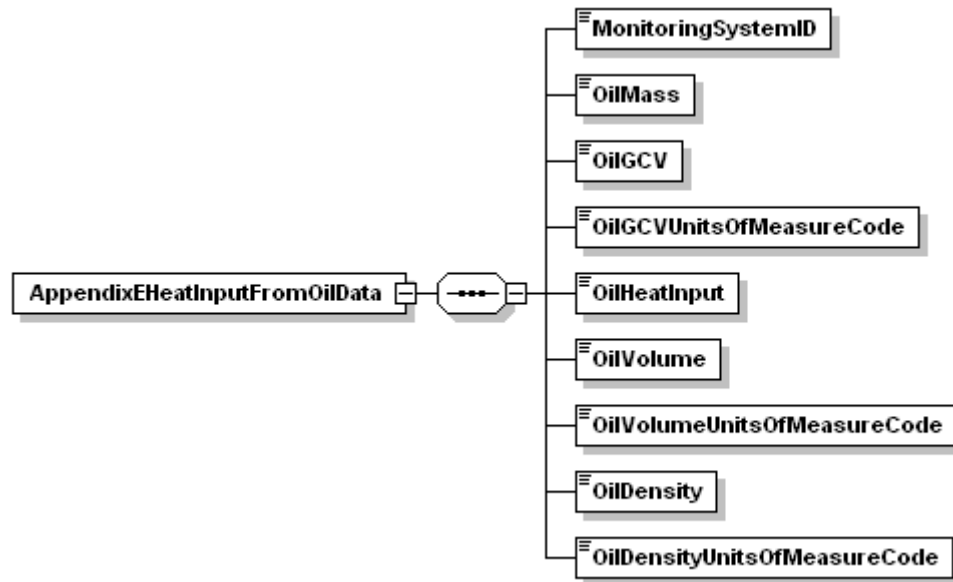 MonitoringSystemID
OilMass
OilGCV
OilGCVUnitsOfMeasureCode
AppendixEHeatInputFromOilData
OilHeatInput
OilVolume
OilVolumeUnitsOfMeasureCode
OilDensity
OilDensityUnitsOfMeasureCode